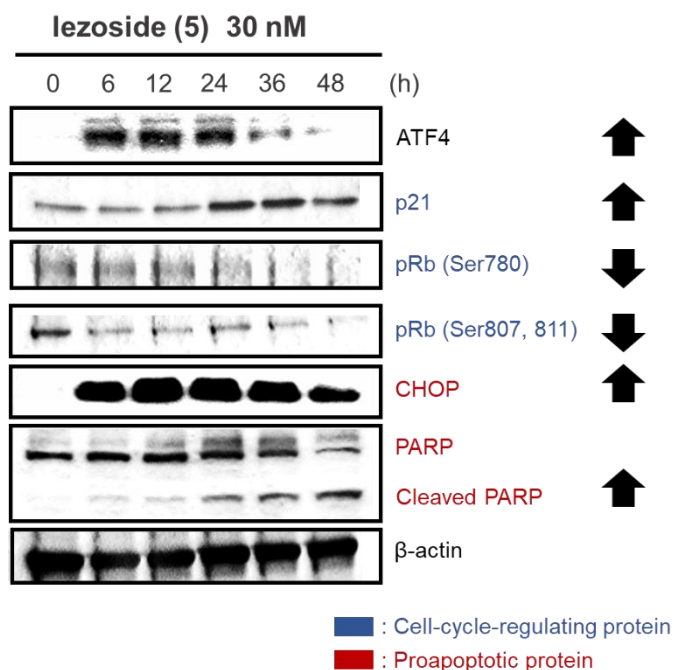 Iezoside (5) 30 nM
0 6 12 24 36 48 (h)
ATF4
p21
pRb (Ser780)
pRb (Ser807, 811)
CHOP
PARP
Cleaved PARP
β-actin
: Cell-cycle-regulating protein
: Proapoptotic protein